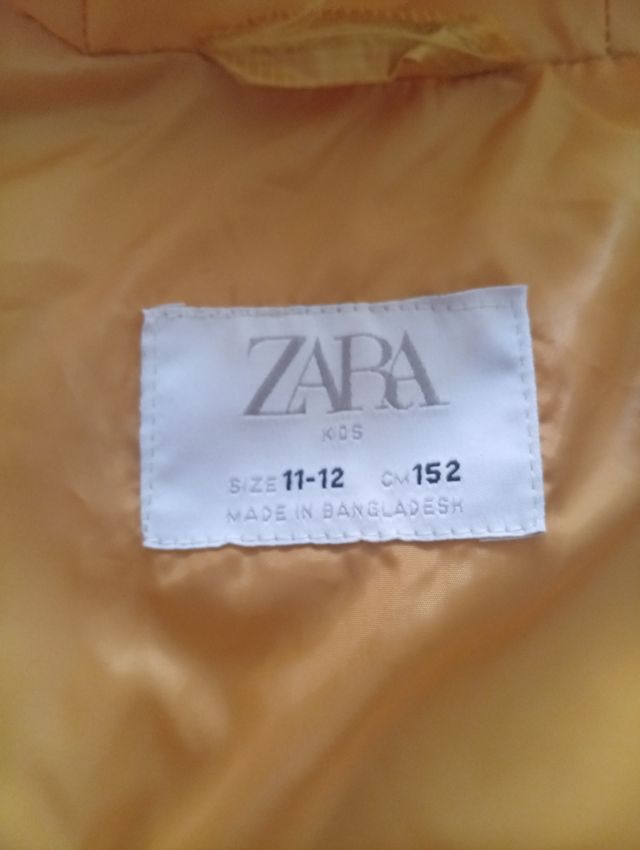 ZARA
KIDS
SIZE 11-12 CM 152
MADE IN BANGLADESH